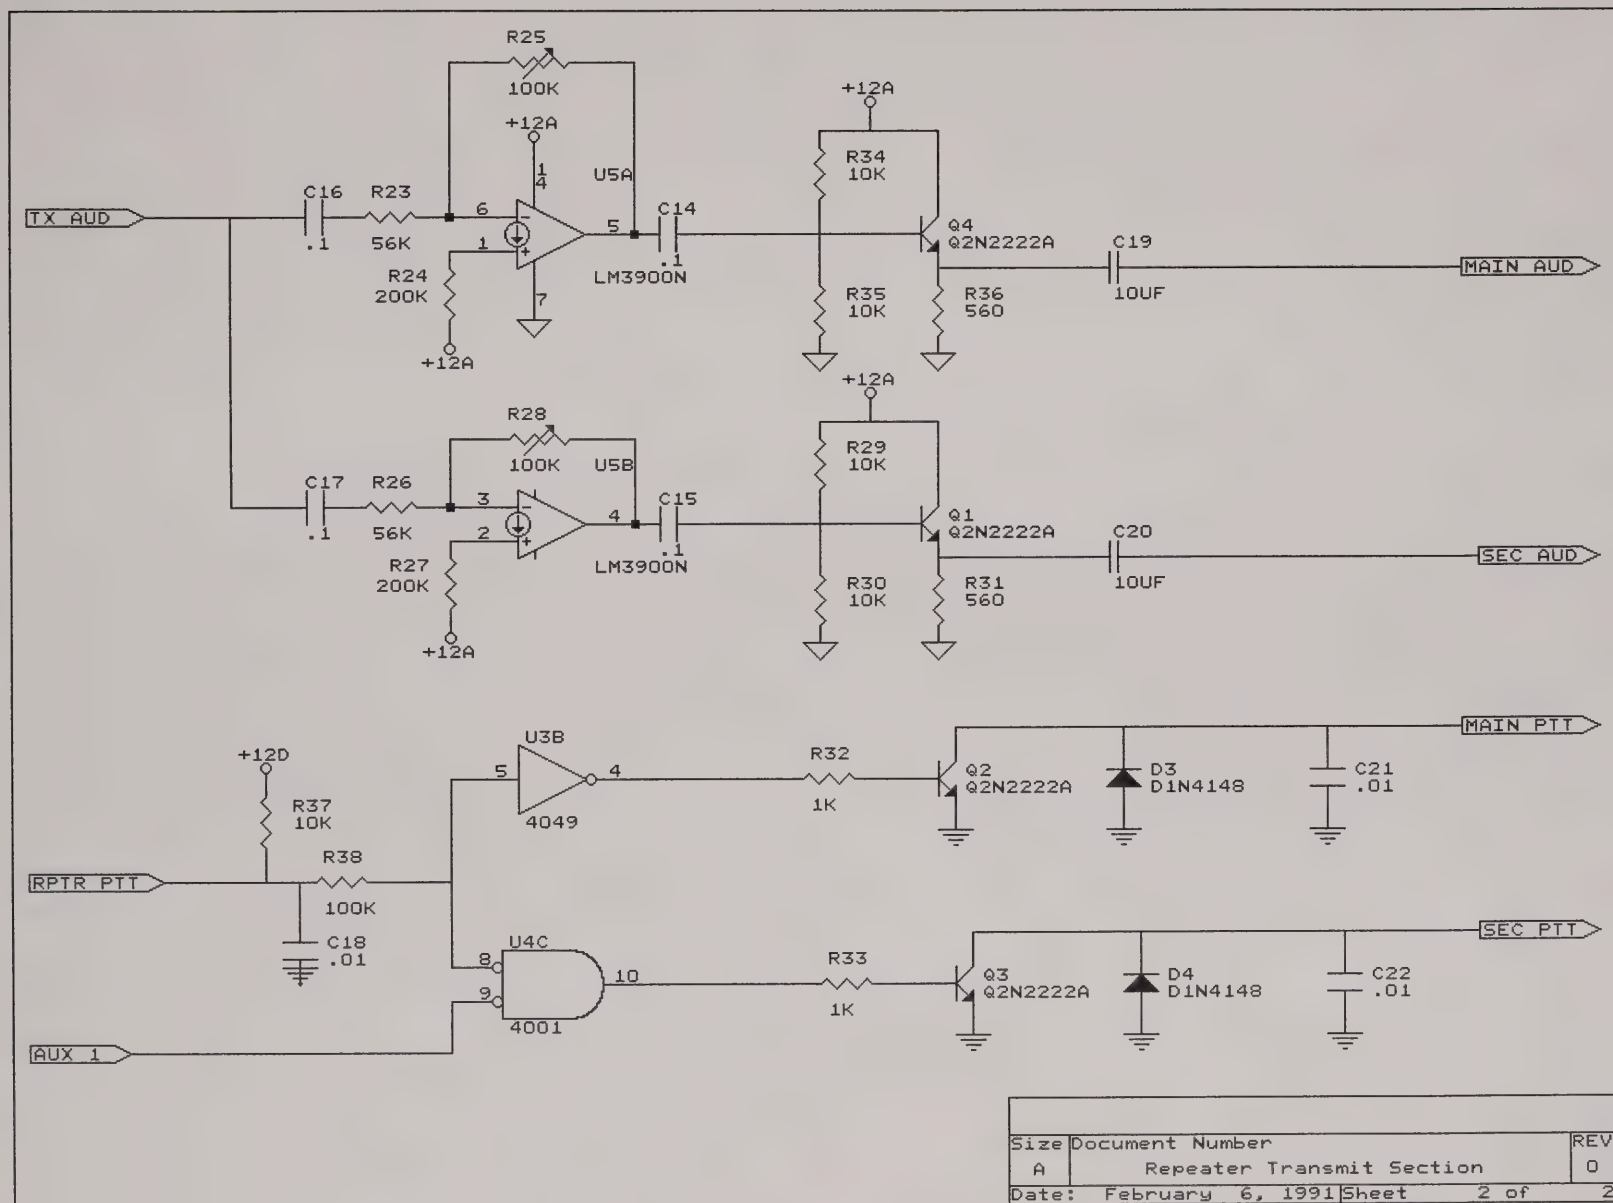 R25
100K
+12A
+12A
1
4
U5A
R34
10K
C16
R23
C14
TX AUD
6
5
Q4
Q2N2222A
C19
.1
56K
1
.1
MAIN AUD
R24
200K
LM3900N
7
R35
10K
R36
560
10UF
+12A
+12A
R28
100K
U5B
R29
10K
C17
R26
C15
3
4
Q1
Q2N2222A
C20
.1
56K
2
.1
SEC AUD
R27
200K
LM3900N
R30
10K
R31
560
10UF
+12A
MAIN PTT
U3B
+12D
R32
5
4
Q2
Q2N2222A
D3
D1N4148
C21
.01
R37
10K
1K
4049
R38
RPTR PTT
100K
SEC PTT
C18
.01
U4C
R33
8
10
Q3
Q2N2222A
D4
D1N4148
C22
.01
9
1K
4001
AUX 1
Size
Document Number
REV
A
Repeater Transmit Section
0
Date: February 6, 1991
Sheet 2 of 2